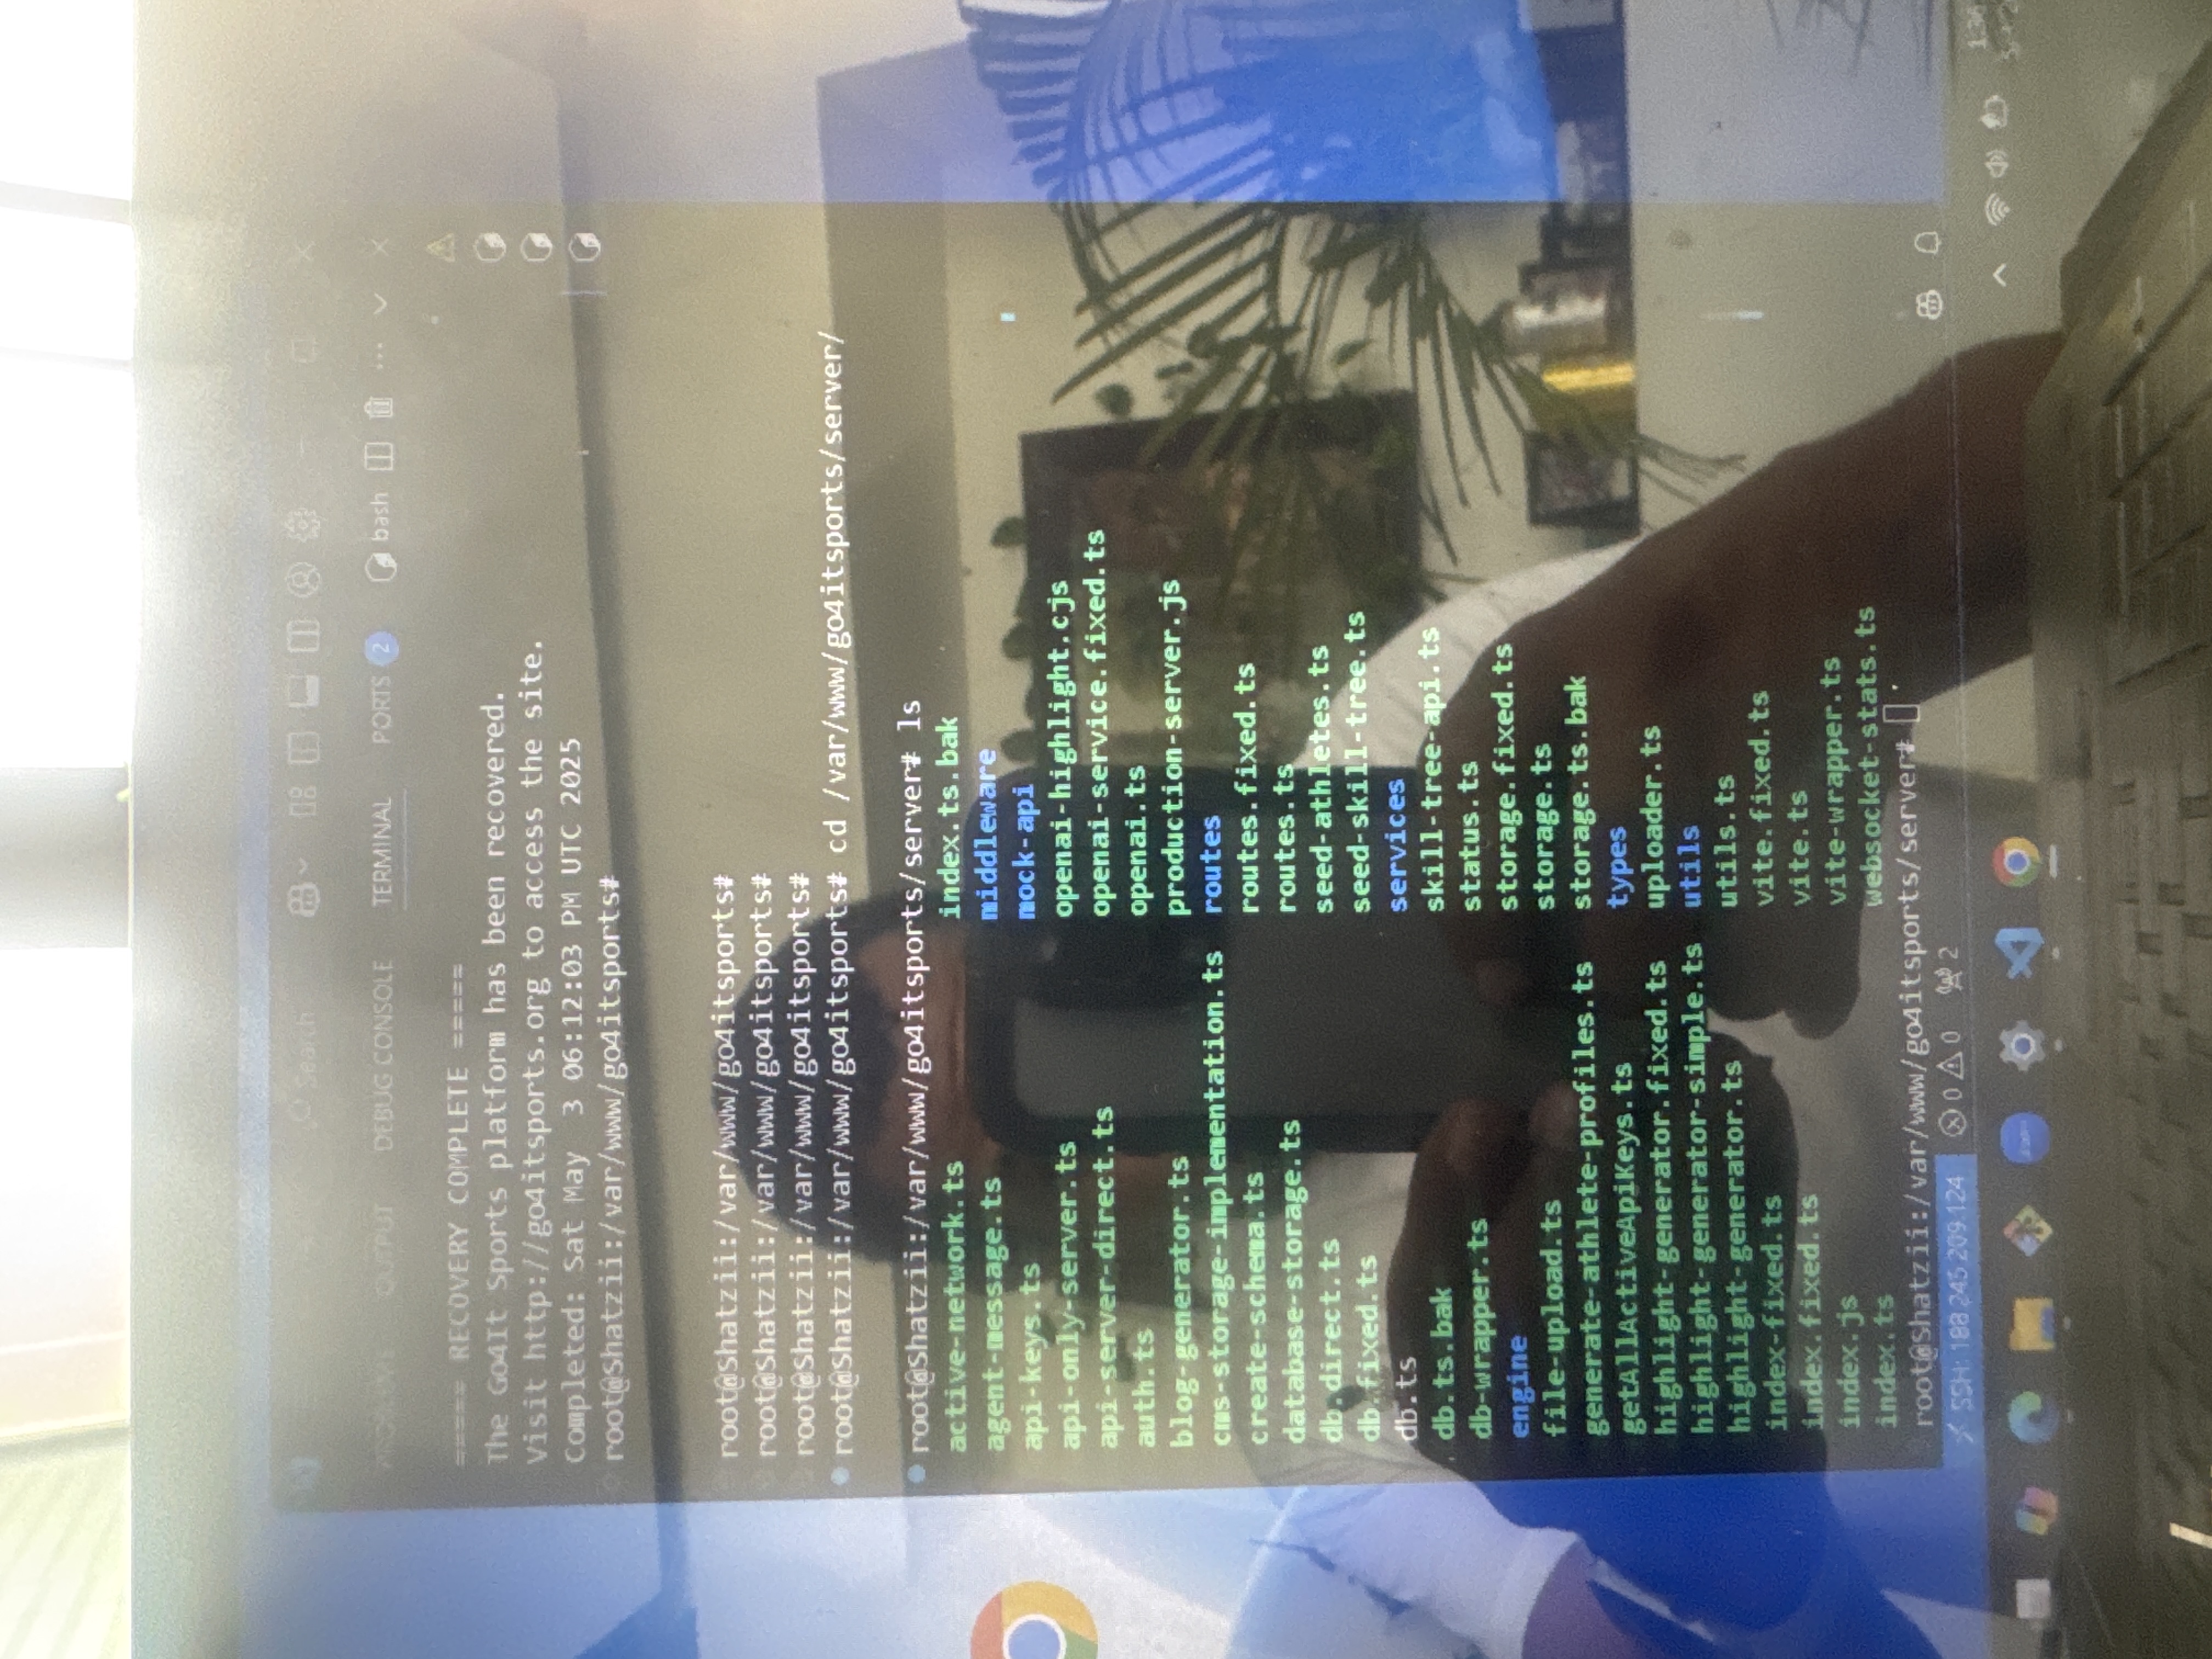 Search
PROBLEMS OUTPUT DEBUG CONSOLE TERMINAL PORTS 2 bash
===== RECOVERY COMPLETE =====
The Go4It Sports platform has been recovered.
Visit http://go4itsports.org to access the site.
Completed: Sat May  3 06:12:03 PM UTC 2025
root@Shatzii:/var/www/go4itsports#
root@Shatzii:/var/www/go4itsports#
root@Shatzii:/var/www/go4itsports#
root@Shatzii:/var/www/go4itsports#
root@Shatzii:/var/www/go4itsports# cd /var/www/go4itsports/server/
root@Shatzii:/var/www/go4itsports/server# ls
active-network.ts index.ts.bak
agent-message.ts middleware
api-keys.ts mock-api
api-only-server.ts openai-highlight.cjs
api-server-direct.ts openai-service.fixed.ts
auth.ts openai.ts
blog-generator.ts production-server.js
cms-storage-implementation.ts routes
create-schema.ts routes.fixed.ts
database-storage.ts routes.ts
db.direct.ts seed-athletes.ts
db.fixed.ts seed-skill-tree.ts
db.ts services
db.ts.bak skill-tree-api.ts
db-wrapper.ts status.ts
engine storage.fixed.ts
file-upload.ts storage.ts
generate-athlete-profiles.ts storage.ts.bak
getAllActiveApiKeys.ts types
highlight-generator.fixed.ts uploader.ts
highlight-generator-simple.ts utils
highlight-generator.ts utils.ts
index-fixed.ts vite.fixed.ts
index.fixed.ts vite.ts
index.js vite-wrapper.ts
index.ts websocket-stats.ts
root@Shatzii:/var/www/go4itsports/server#
SSH: 188.245.209.124 0 0 2